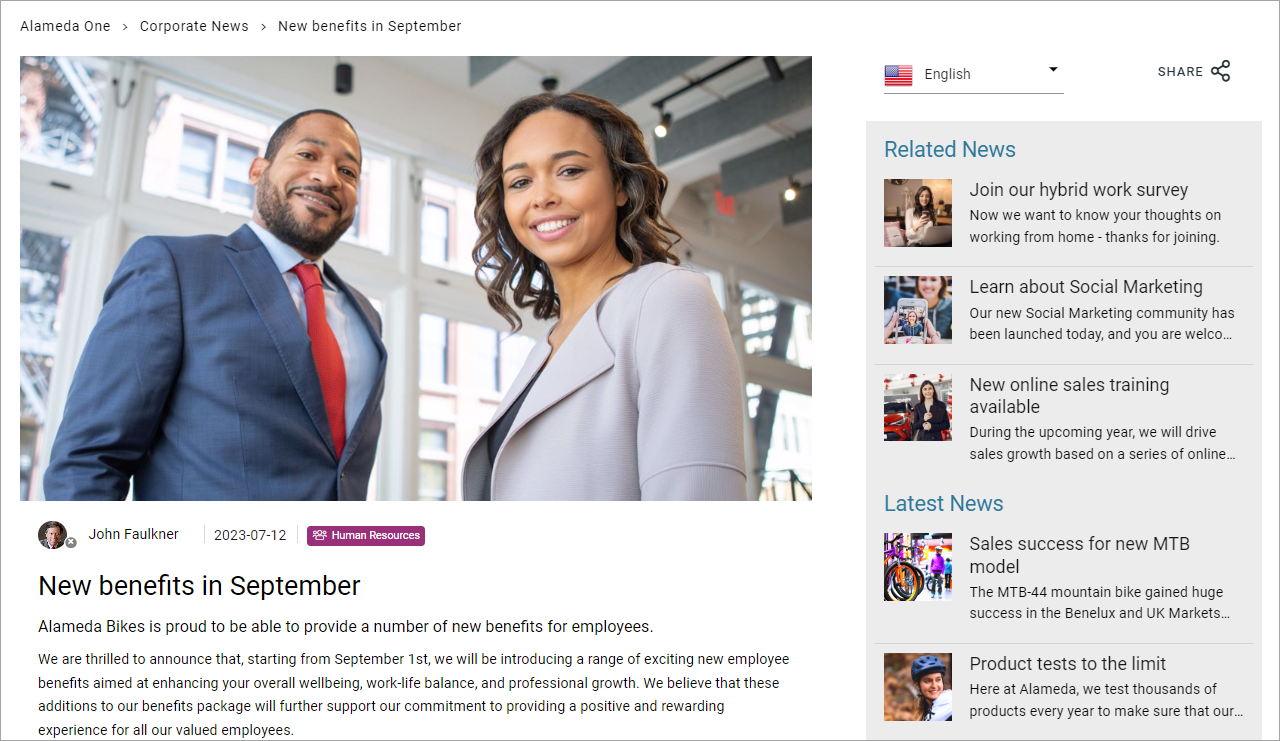 Alameda One > Corporate News > New benefits in September
English
SHARE
John Faulkner
2023-07-12
Human Resources
New benefits in September
Alameda Bikes is proud to be able to provide a number of new benefits for employees.
We are thrilled to announce that, starting from September 1st, we will be introducing a range of exciting new employee
benefits aimed at enhancing your overall wellbeing, work-life balance, and professional growth. We believe that these
additions to our benefits package will further support our commitment to providing a positive and rewarding
experience for all our valued employees.
Related News
Join our hybrid work survey
Now we want to know your thoughts on
working from home - thanks for joining.
Learn about Social Marketing
Our new Social Marketing community has
been launched today, and you are welco...
New online sales training
available
During the upcoming year, we will drive
sales growth based on a series of online...
Latest News
Sales success for new MTB
model
The MTB-44 mountain bike gained huge
success in the Benelux and UK Markets...
Product tests to the limit
Here at Alameda, we test thousands of
products every year to make sure that our...